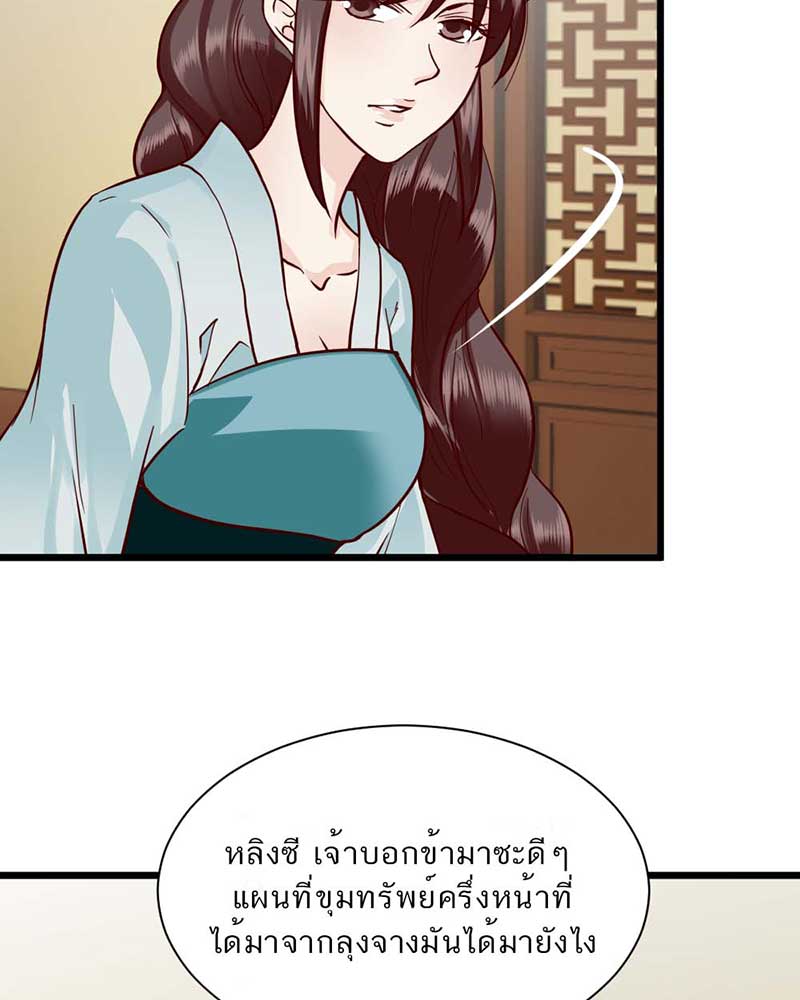 หลิงซี เจ้าบอกข้ามาซะดีๆ
แผนที่ขุมทรัพย์ครึ่งหน้าที่
ได้มาจากลุงจางมันได้มายังไง